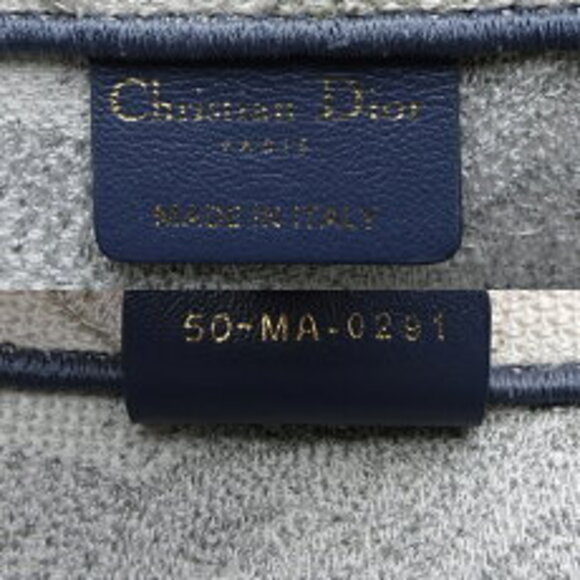 Christian Dior
PARIS
MADE IN ITALY
50-MA-0291